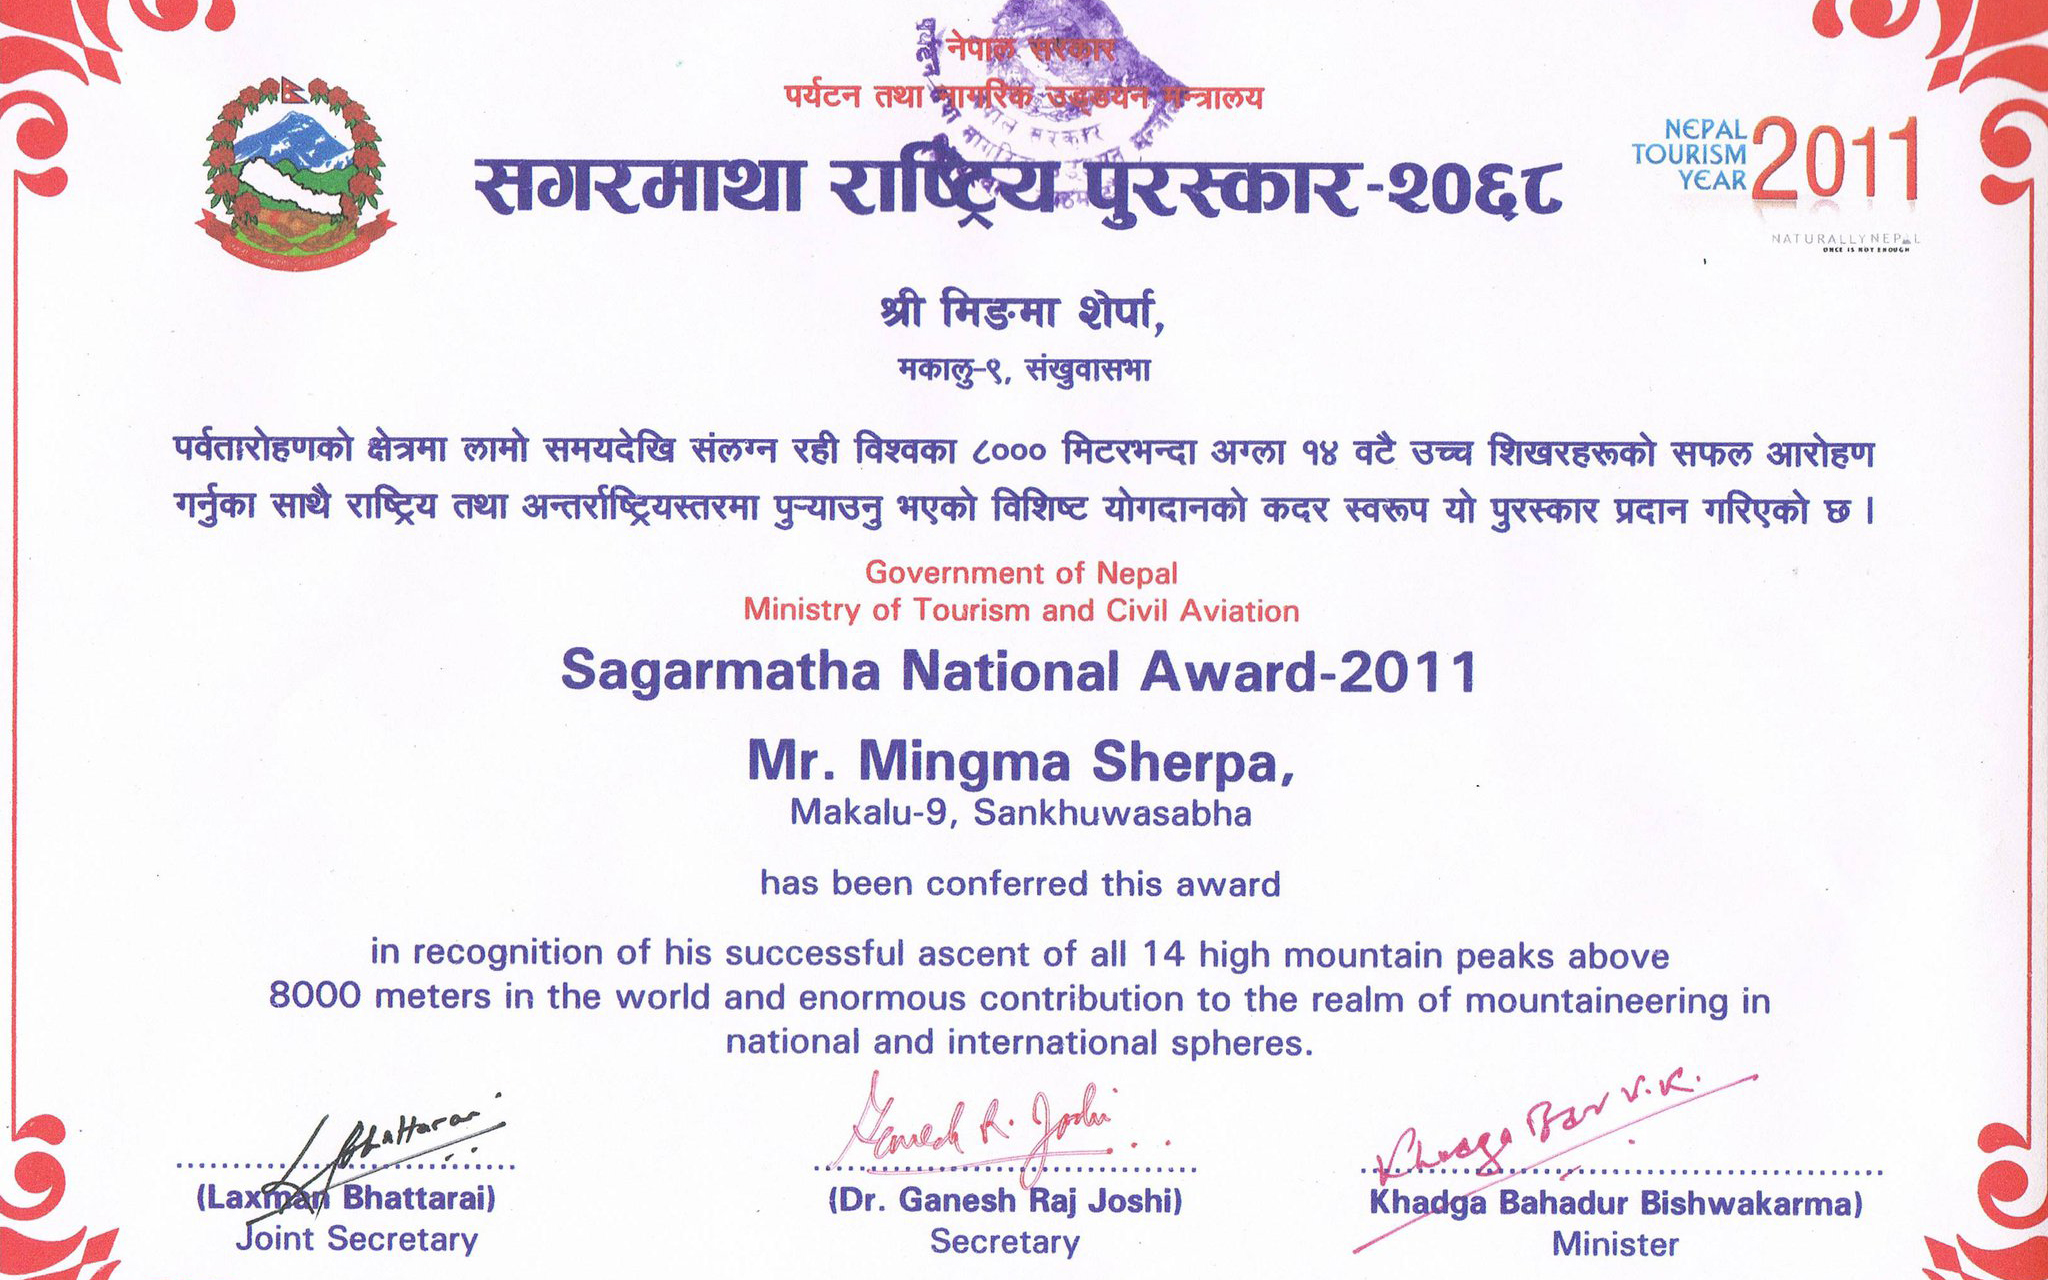 नेपाल सरकार
पर्यटन तथा नागरिक उड्डयन मन्त्रालय
सगरमाथा राष्ट्रिय पुरस्कार-२०६८
NEPAL
TOURISM
YEAR 2011
NATURALLY NEPAL
ONCE IS NOT ENOUGH
श्री मिङमा शेर्पा,
मकालु-९, संखुवासभा
पर्वतारोहणको क्षेत्रमा लामो समयदेखि संलग्न रही विश्वका ८००० मिटरभन्दा अग्ला १४ वटै उच्च शिखरहरूको सफल आरोहण
गर्नुका साथै राष्ट्रिय तथा अन्तर्राष्ट्रियस्तरमा पुऱ्याउनु भएको विशिष्ट योगदानको कदर स्वरूप यो पुरस्कार प्रदान गरिएको छ।
Government of Nepal
Ministry of Tourism and Civil Aviation
Sagarmatha National Award-2011
Mr. Mingma Sherpa,
Makalu-9, Sankhuwasabha
has been conferred this award
in recognition of his successful ascent of all 14 high mountain peaks above
8000 meters in the world and enormous contribution to the realm of mountaineering in
national and international spheres.
(Laxman Bhattarai)
Joint Secretary
Ganesh R. Joshi
(Dr. Ganesh Raj Joshi)
Secretary
Khadga Bdr V.K.
Khadga Bahadur Bishwakarma)
Minister